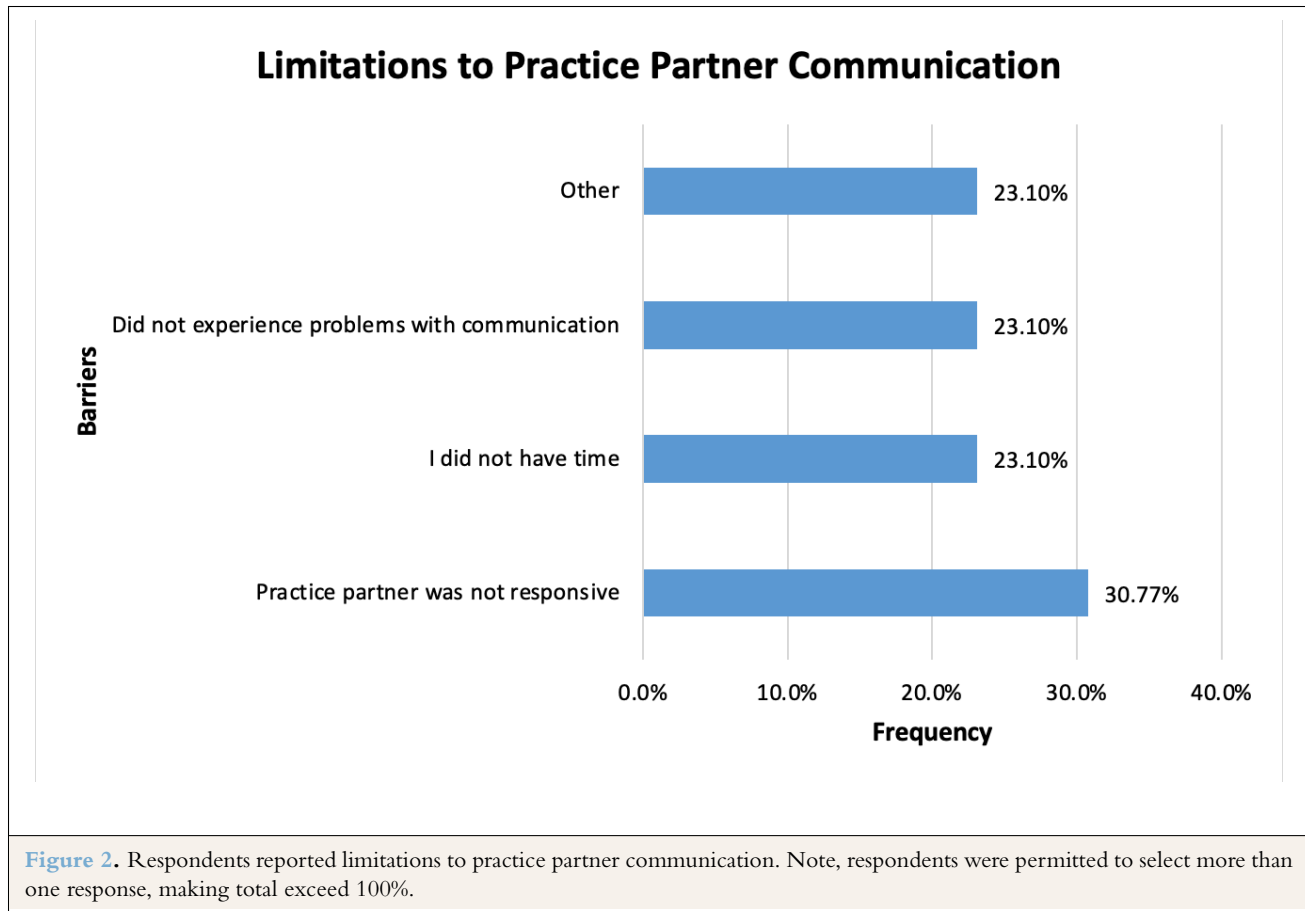 Limitations to Practice Partner Communication
Other
23.10%
Did not experience problems with communication
23.10%
Barriers
I did not have time
23.10%
Practice partner was not responsive
30.77%
0.0%
10.0%
20.0%
30.0%
40.0%
Frequency
Figure 2. Respondents reported limitations to practice partner communication. Note, respondents were permitted to select more than
one response, making total exceed 100%.